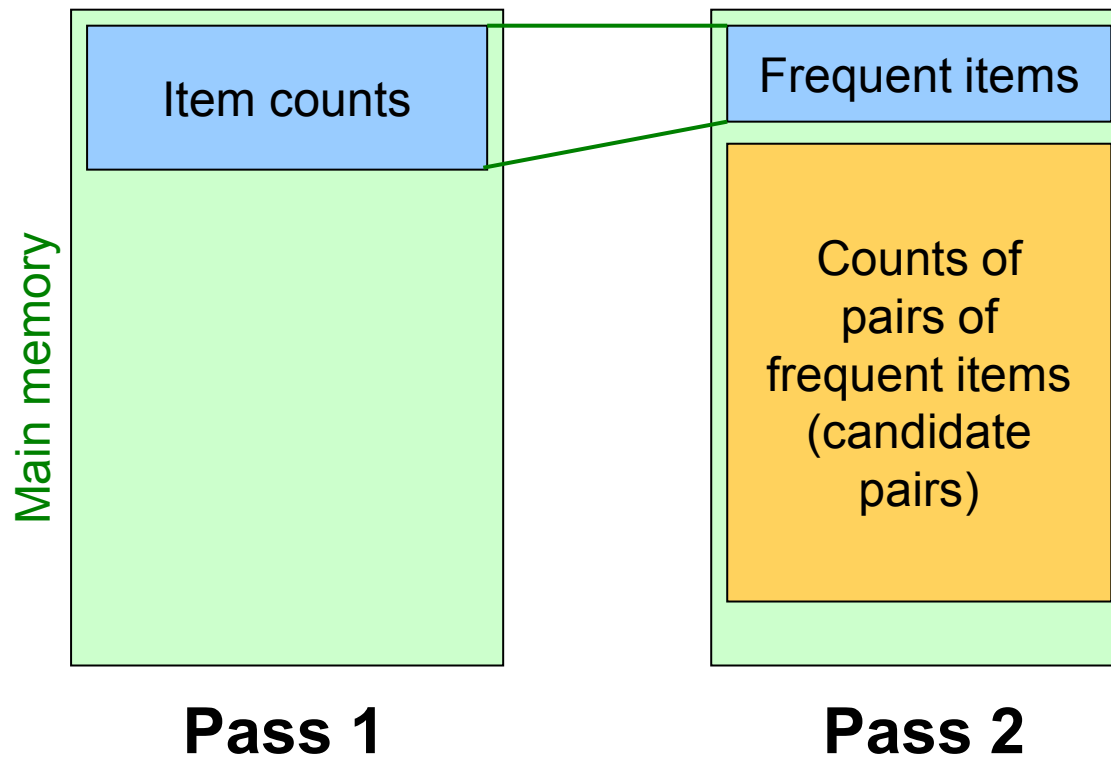 Item counts
Frequent items
Counts of
pairs of
frequent items
(candidate
pairs)
Main memory
Pass 1
Pass 2